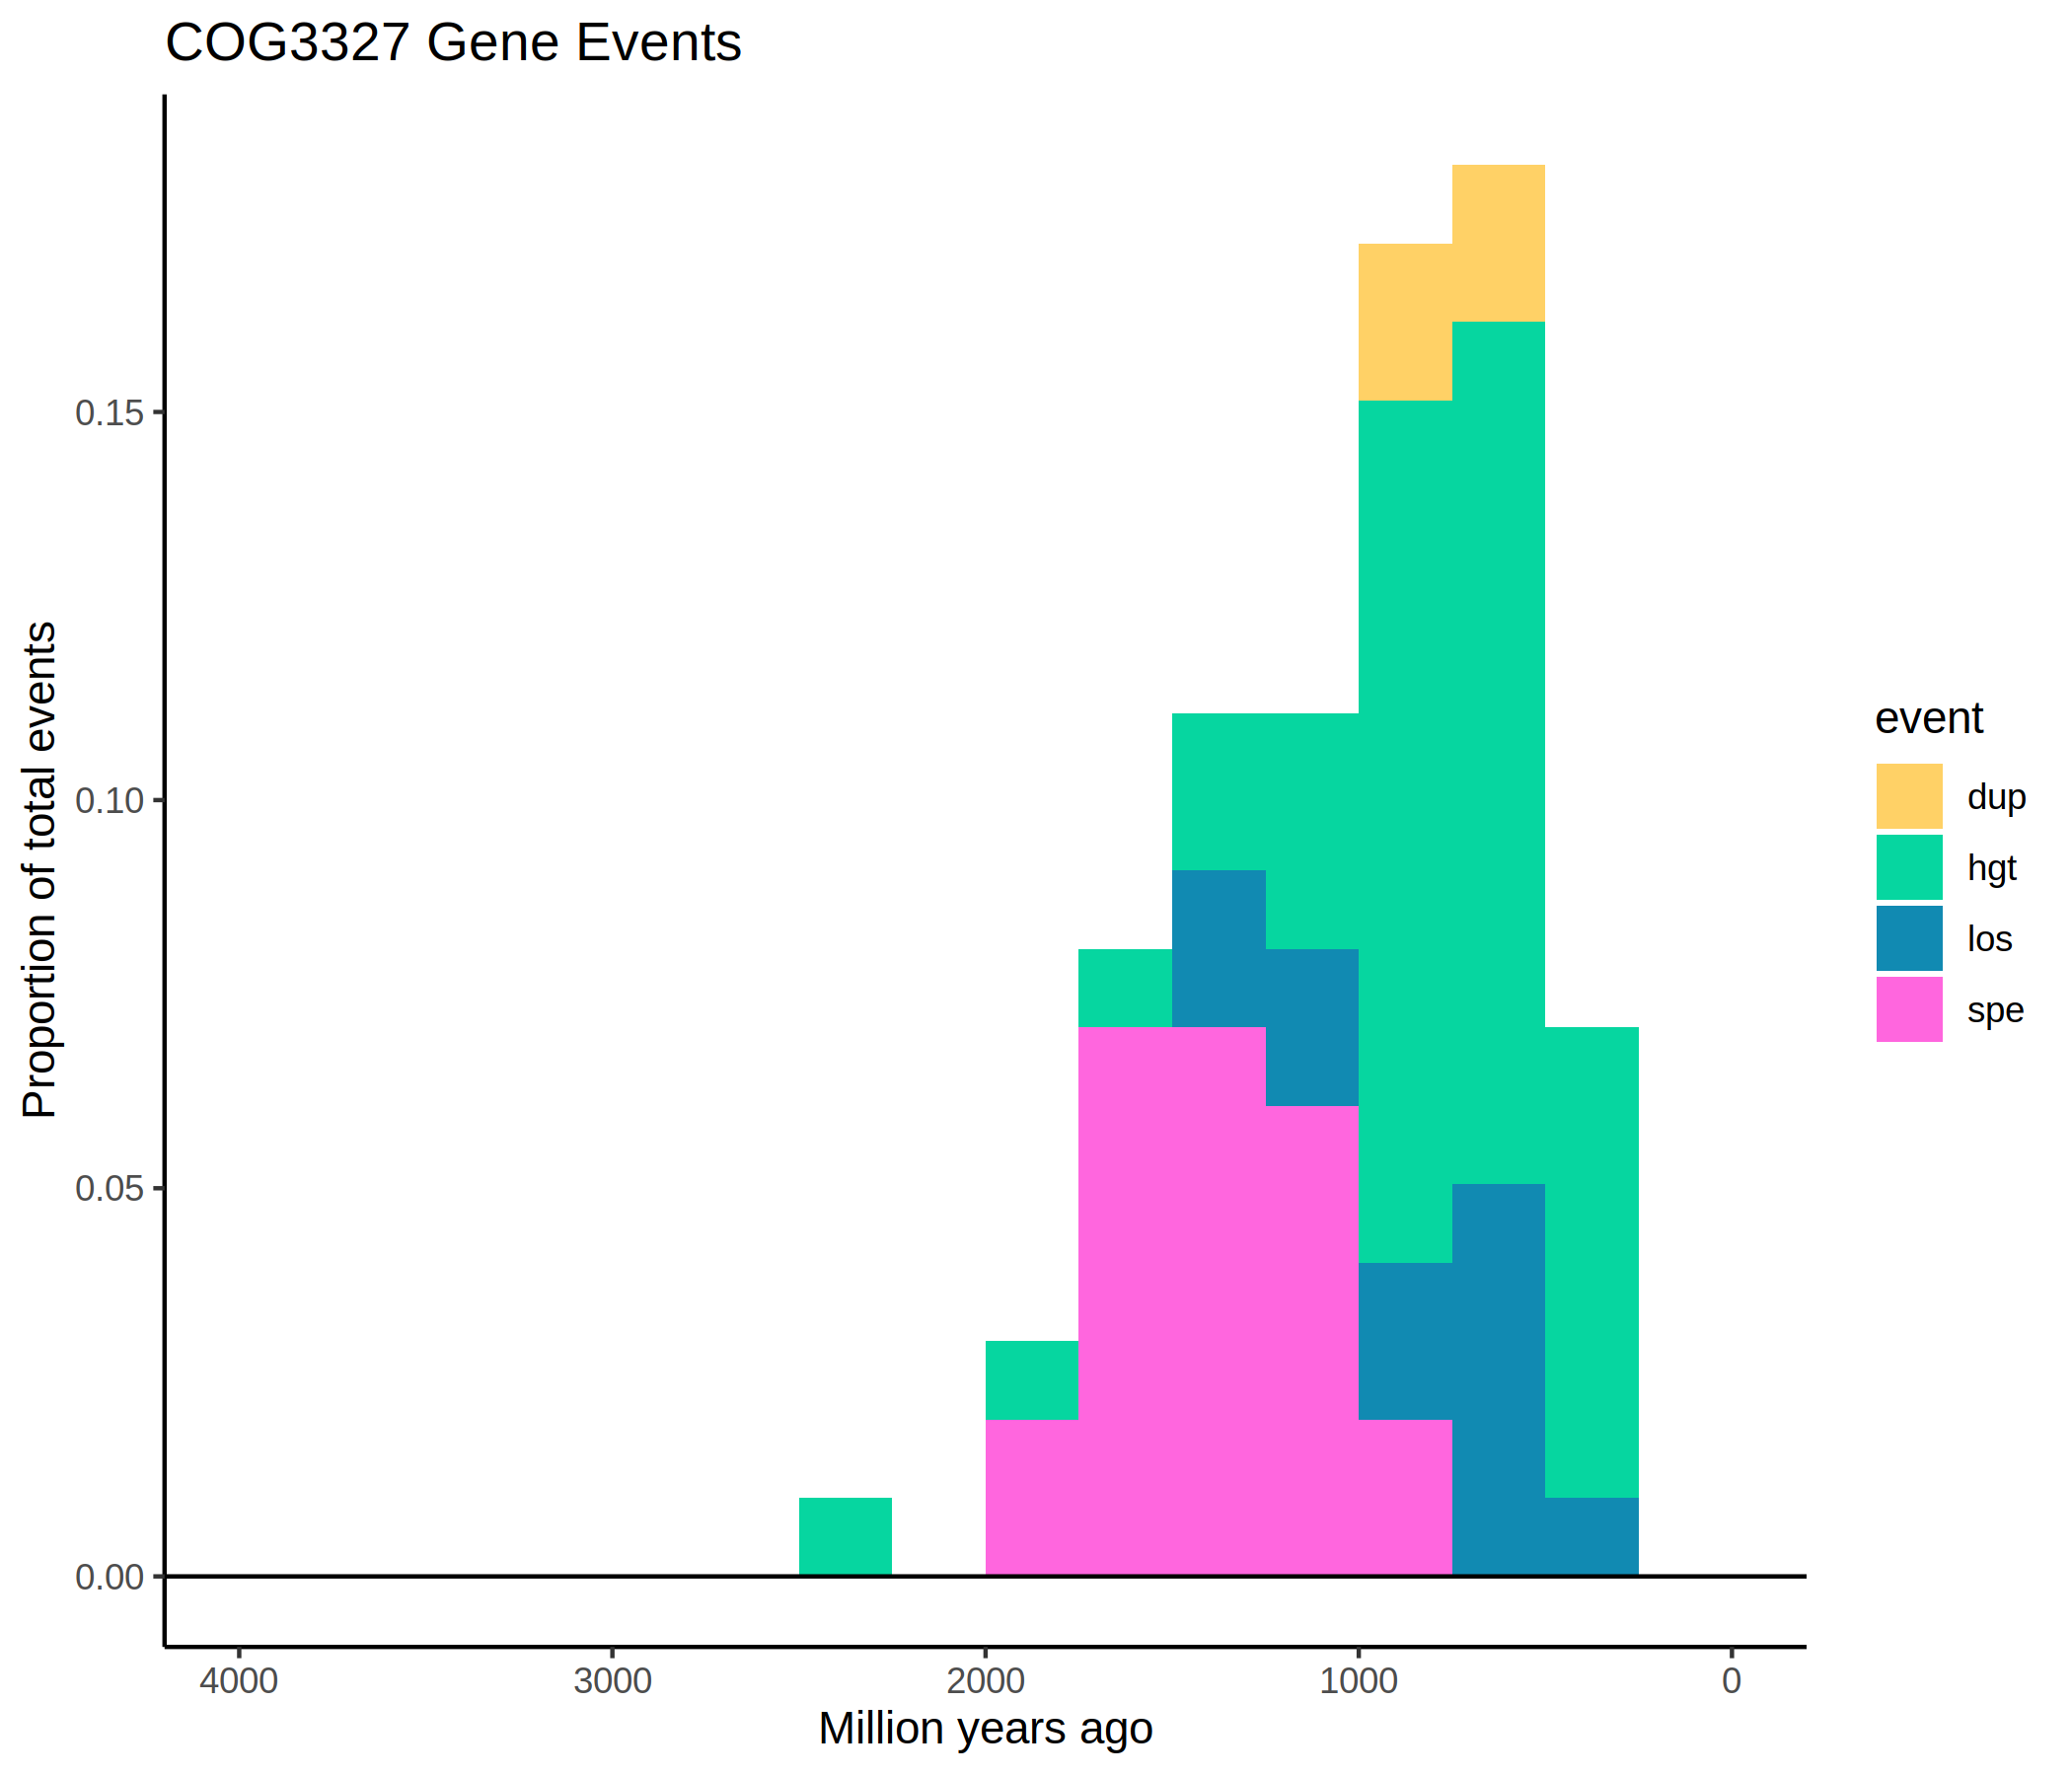 COG3327 Gene Events
Proportion of total events
0.15
0.10
0.05
0.00
4000 3000 2000 1000 0
Million years ago
event
dup
hgt
los
spe